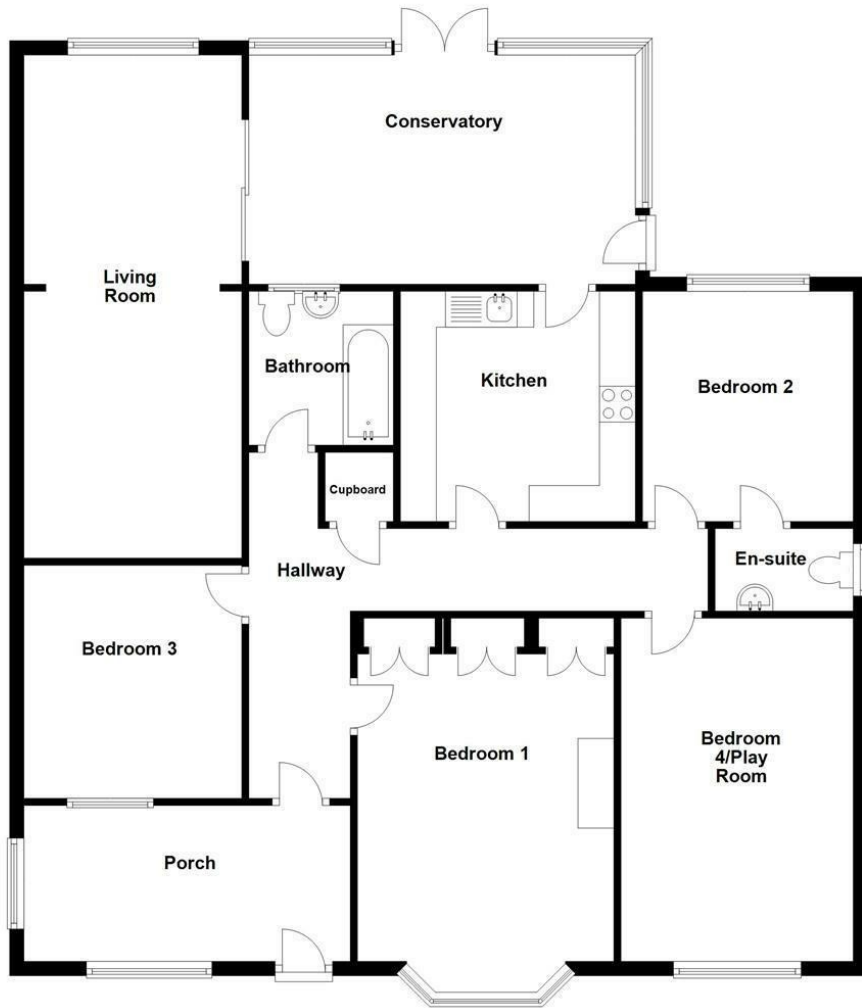 Conservatory
Living
Room
Bathroom
Kitchen
Bedroom 2
Cupboard
En-suite
Hallway
Bedroom 3
Bedroom 1
Bedroom
4/Play
Room
Porch